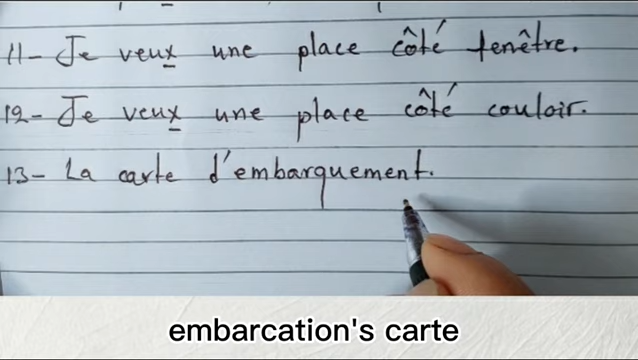 11- Je veux une place côté fenêtre.
12- Je veux une place côté couloir.
13- La carte d'embarquement.
embarcation's carte